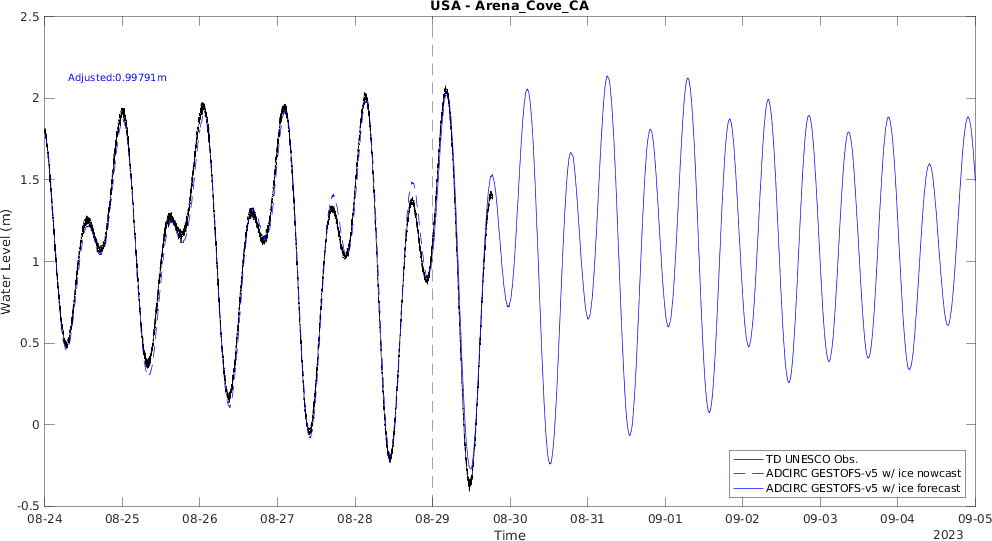 USA - Arena_Cove_CA
2.5
Adjusted:0.99791m
2
1.5
1
0.5
0
-0.5
Water Level (m)
TD UNESCO Obs.
ADCIRC GESTOFS-v5 w/ ice nowcast
ADCIRC GESTOFS-v5 w/ ice forecast
08-24 08-25 08-26 08-27 08-28 08-29 08-30 08-31 09-01 09-02 09-03 09-04 09-05
Time
2023